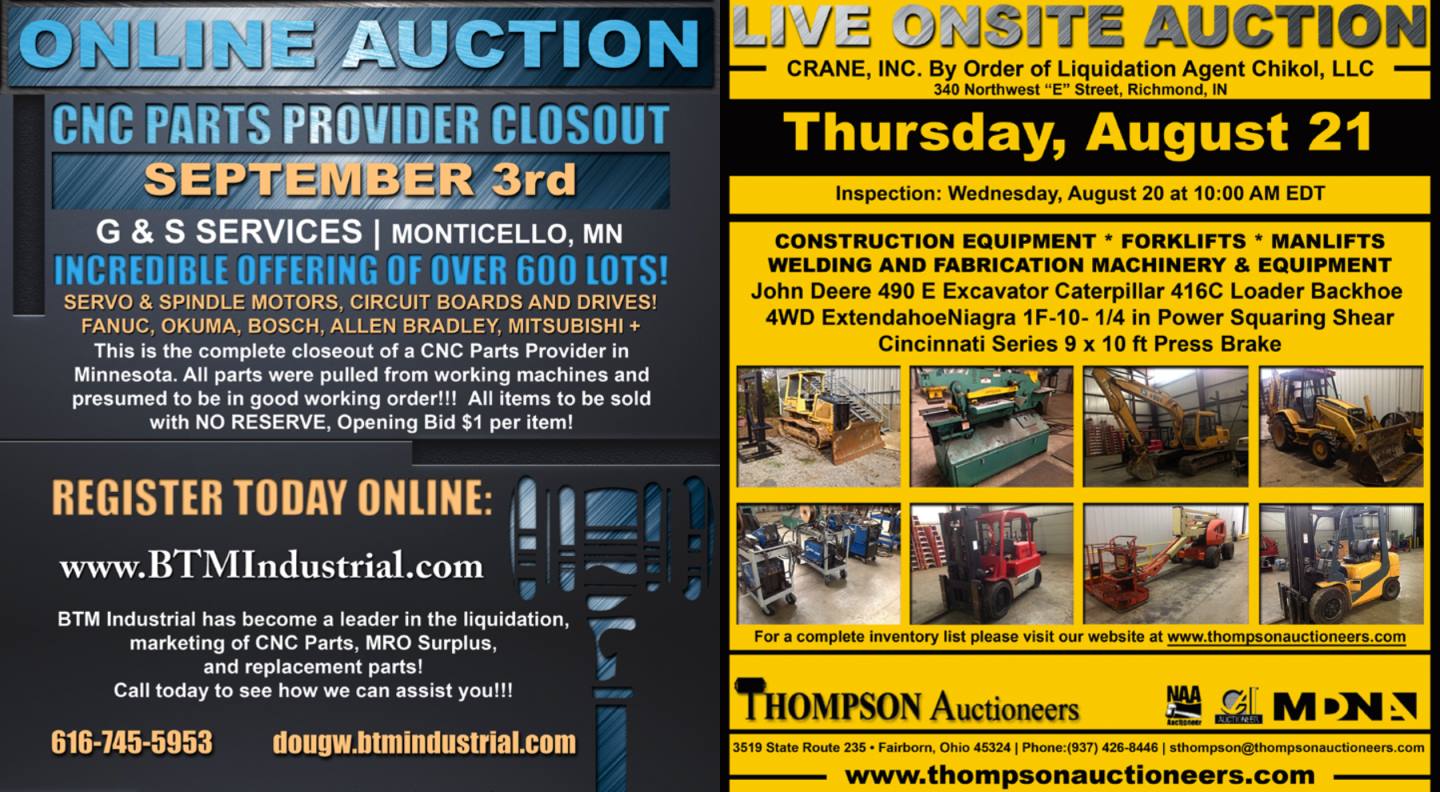 ONLINE AUCTION
CNC PARTS PROVIDER CLOSOUT
SEPTEMBER 3rd
G & S SERVICES | MONTICELLO, MN
INCREDIBLE OFFERING OF OVER 600 LOTS!
SERVO & SPINDLE MOTORS, CIRCUIT BOARDS AND DRIVES!
FANUC, OKUMA, BOSCH, ALLEN BRADLEY, MITSUBISHI +
This is the complete closeout of a CNC Parts Provider in
Minnesota. All parts were pulled from working machines and
presumed to be in good working order!!! All items to be sold
with NO RESERVE, Opening Bid $1 per item!
REGISTER TODAY ONLINE:
www.BTMIndustrial.com
BTM Industrial has become a leader in the liquidation,
marketing of CNC Parts, MRO Surplus,
and replacement parts!
Call today to see how we can assist you!!!
616-745-5953 dougw.btmindustrial.com
LIVE ONSITE AUCTION
CRANE, INC. By Order of Liquidation Agent Chikol, LLC
340 Northwest “E” Street, Richmond, IN
Thursday, August 21
Inspection: Wednesday, August 20 at 10:00 AM EDT
CONSTRUCTION EQUIPMENT * FORKLIFTS * MANLIFTS
WELDING AND FABRICATION MACHINERY & EQUIPMENT
John Deere 490 E Excavator Caterpillar 416C Loader Backhoe
4WD ExtendahoeNiagra 1F-10- 1/4 in Power Squaring Shear
Cincinnati Series 9 x 10 ft Press Brake
For a complete inventory list please visit our website at www.thompsonauctioneers.com
THOMPSON Auctioneers
NAA
Auctioneer
CAI
AUCTIONEER
MDNA
3519 State Route 235 • Fairborn, Ohio 45324 | Phone:(937) 426-8446 | sthompson@thompsonauctioneers.com
www.thompsonauctioneers.com